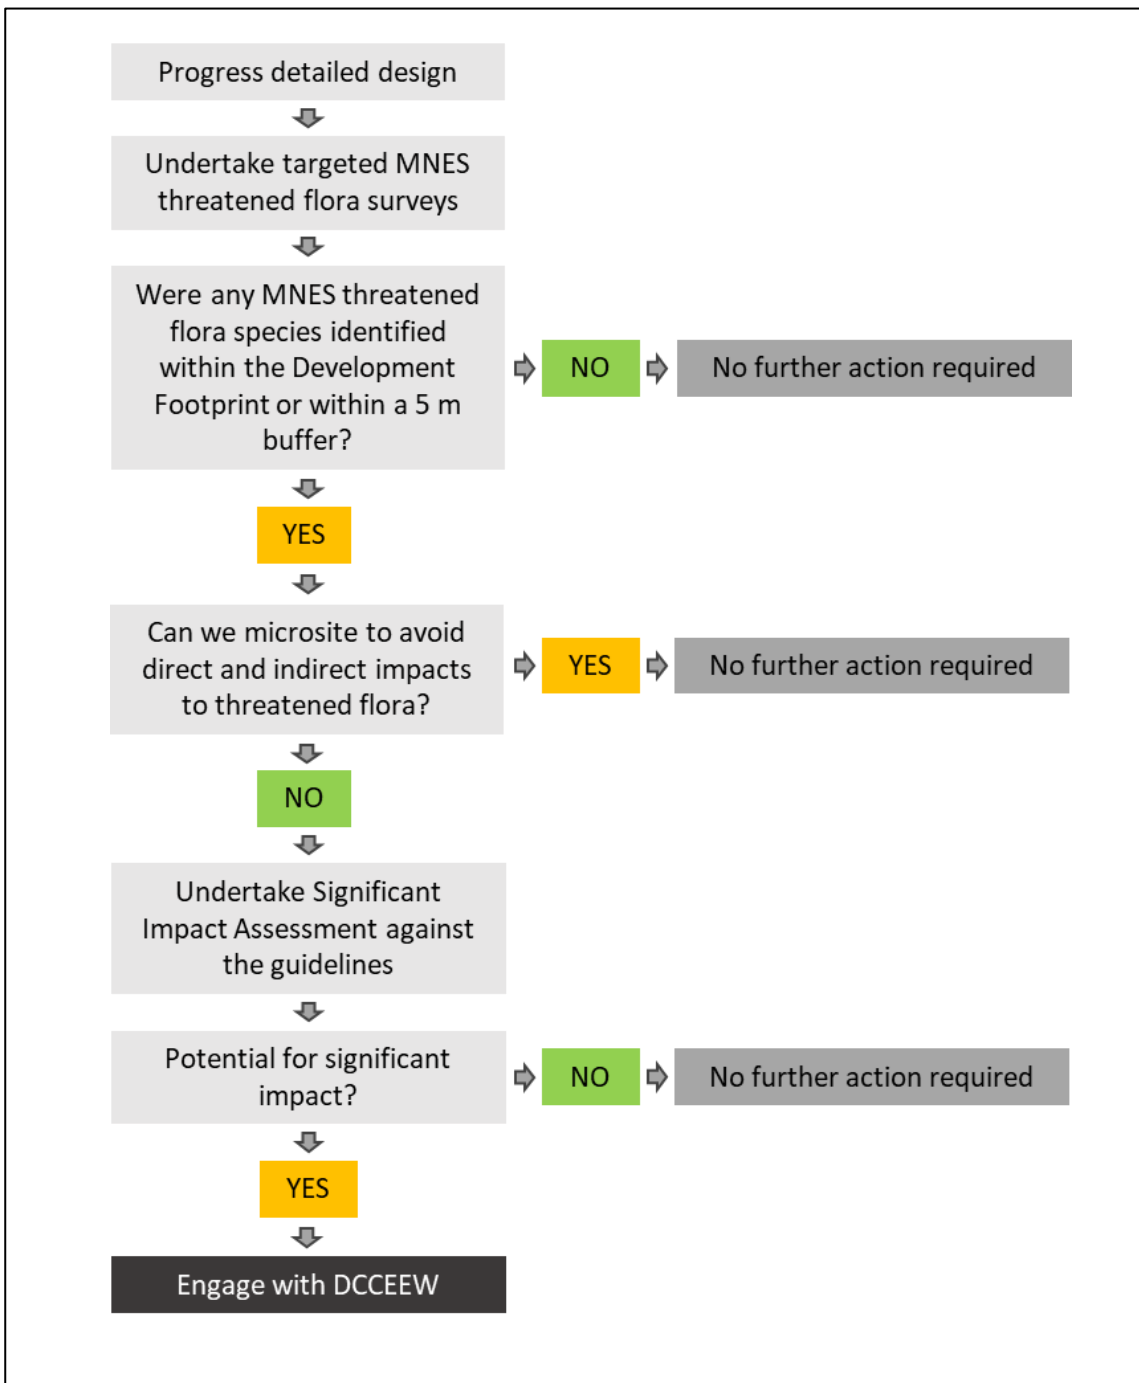 Progress detailed design
Undertake targeted MNES
threatened flora surveys
Were any MNES threatened
flora species identified
within the Development
Footprint or within a 5 m
buffer?
NO
No further action required
YES
Can we microsite to avoid
direct and indirect impacts
to threatened flora?
YES
No further action required
NO
Undertake Significant
Impact Assessment against
the guidelines
Potential for significant
impact?
NO
No further action required
YES
Engage with DCCEEW